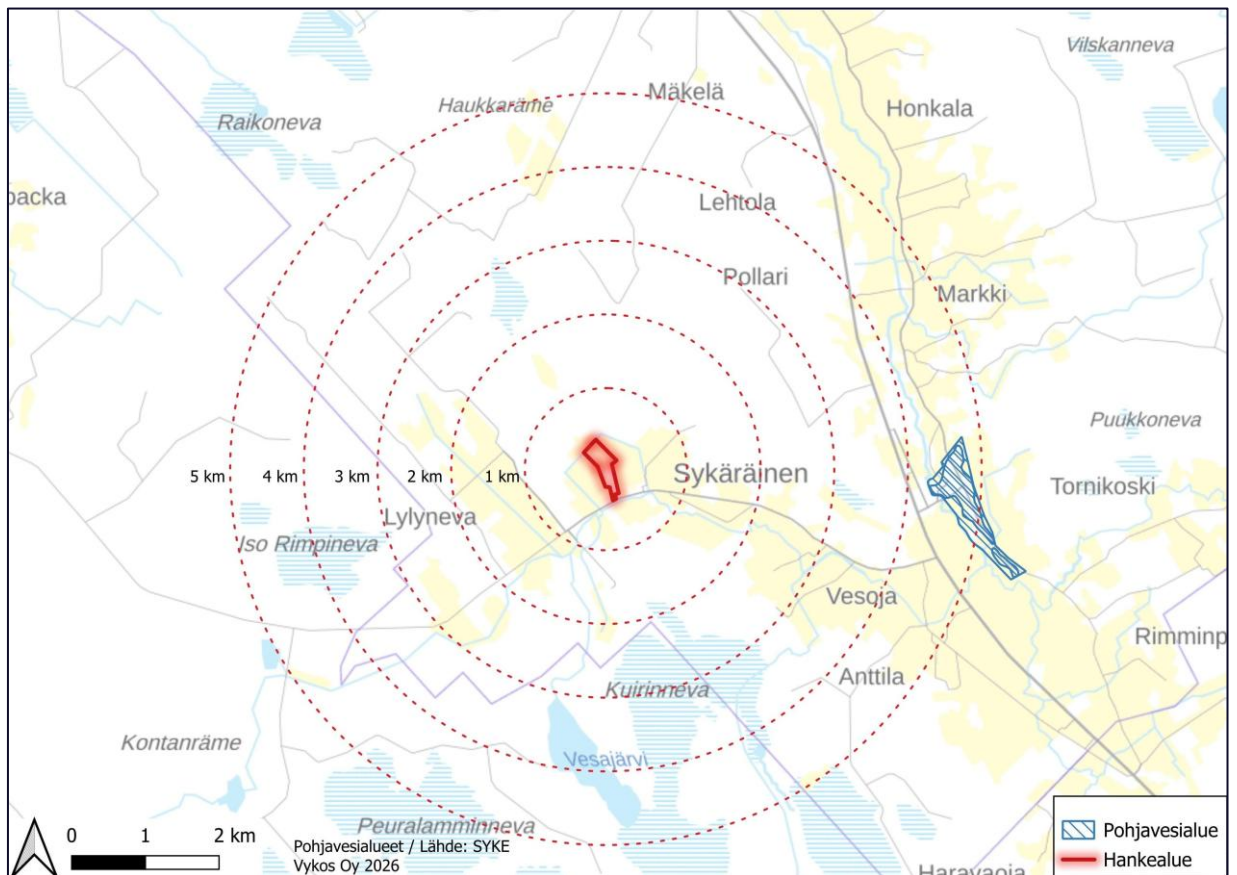 Vilskanneva
Mäkelä
Haukkaräme
Honkala
Raikoneva
packa
Lehtola
Pollari
Markki
Puukkoneva
Sykäräinen
5 km 4 km 3 km 2 km 1 km
Tornikoski
Lylyneva
Iso Rimpineva
Vesoja
Rimminp
Anttila
Kuirinneva
Kontanräme
Vesajärvi
Peuralamminneva
Haravaoja
0 1 2 km
Pohjavesialueet / Lähde: SYKE
Vykos Oy 2026
Pohjavesialue
Hankealue